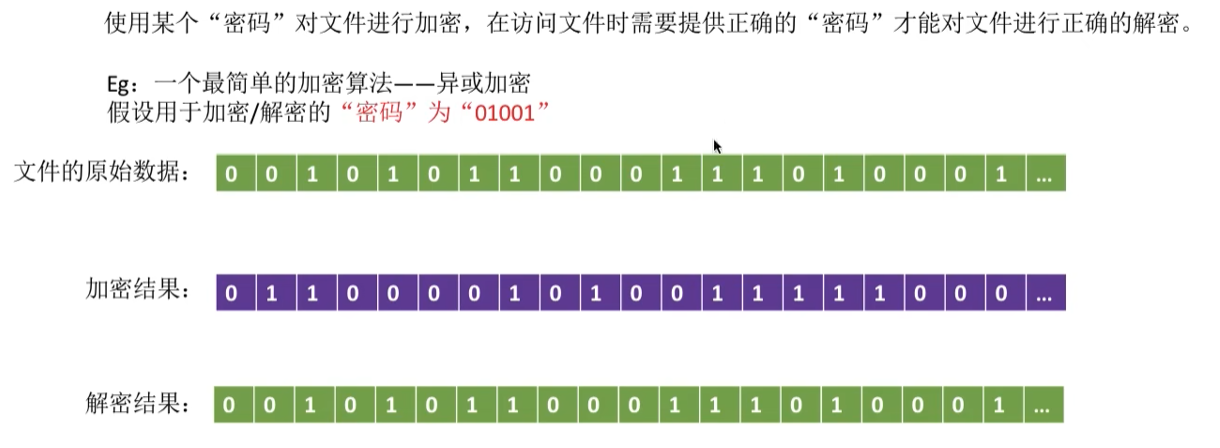 使用某个“密码”对文件进行加密，在访问文件时需要提供正确的“密码”才能对文件进行正确的解密。
Eg：一个最简单的加密算法——异或加密
假设用于加密/解密的“密码”为“01001”
文件的原始数据： 0 0 1 0 1 0 1 1 0 0 0 1 1 1 0 1 0 0 0 1 ...
加密结果： 0 1 1 0 0 0 0 1 0 1 0 0 1 1 1 1 1 0 0 0 ...
解密结果： 0 0 1 0 1 0 1 1 0 0 0 1 1 1 0 1 0 0 0 1 ...